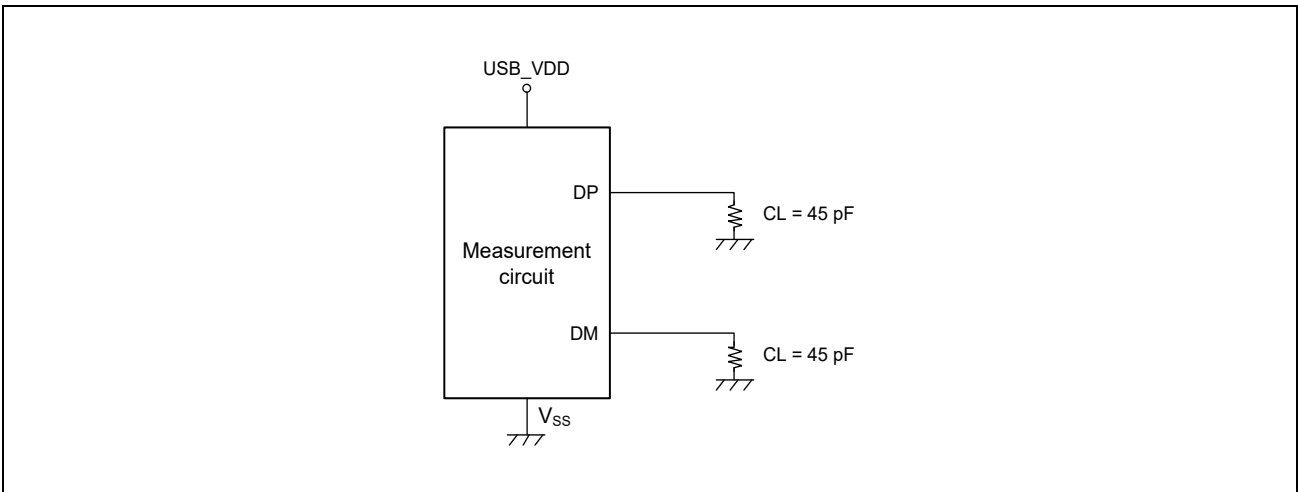 USB_VDD
DP
CL = 45 pF
Measurement
circuit
DM
CL = 45 pF
VSS